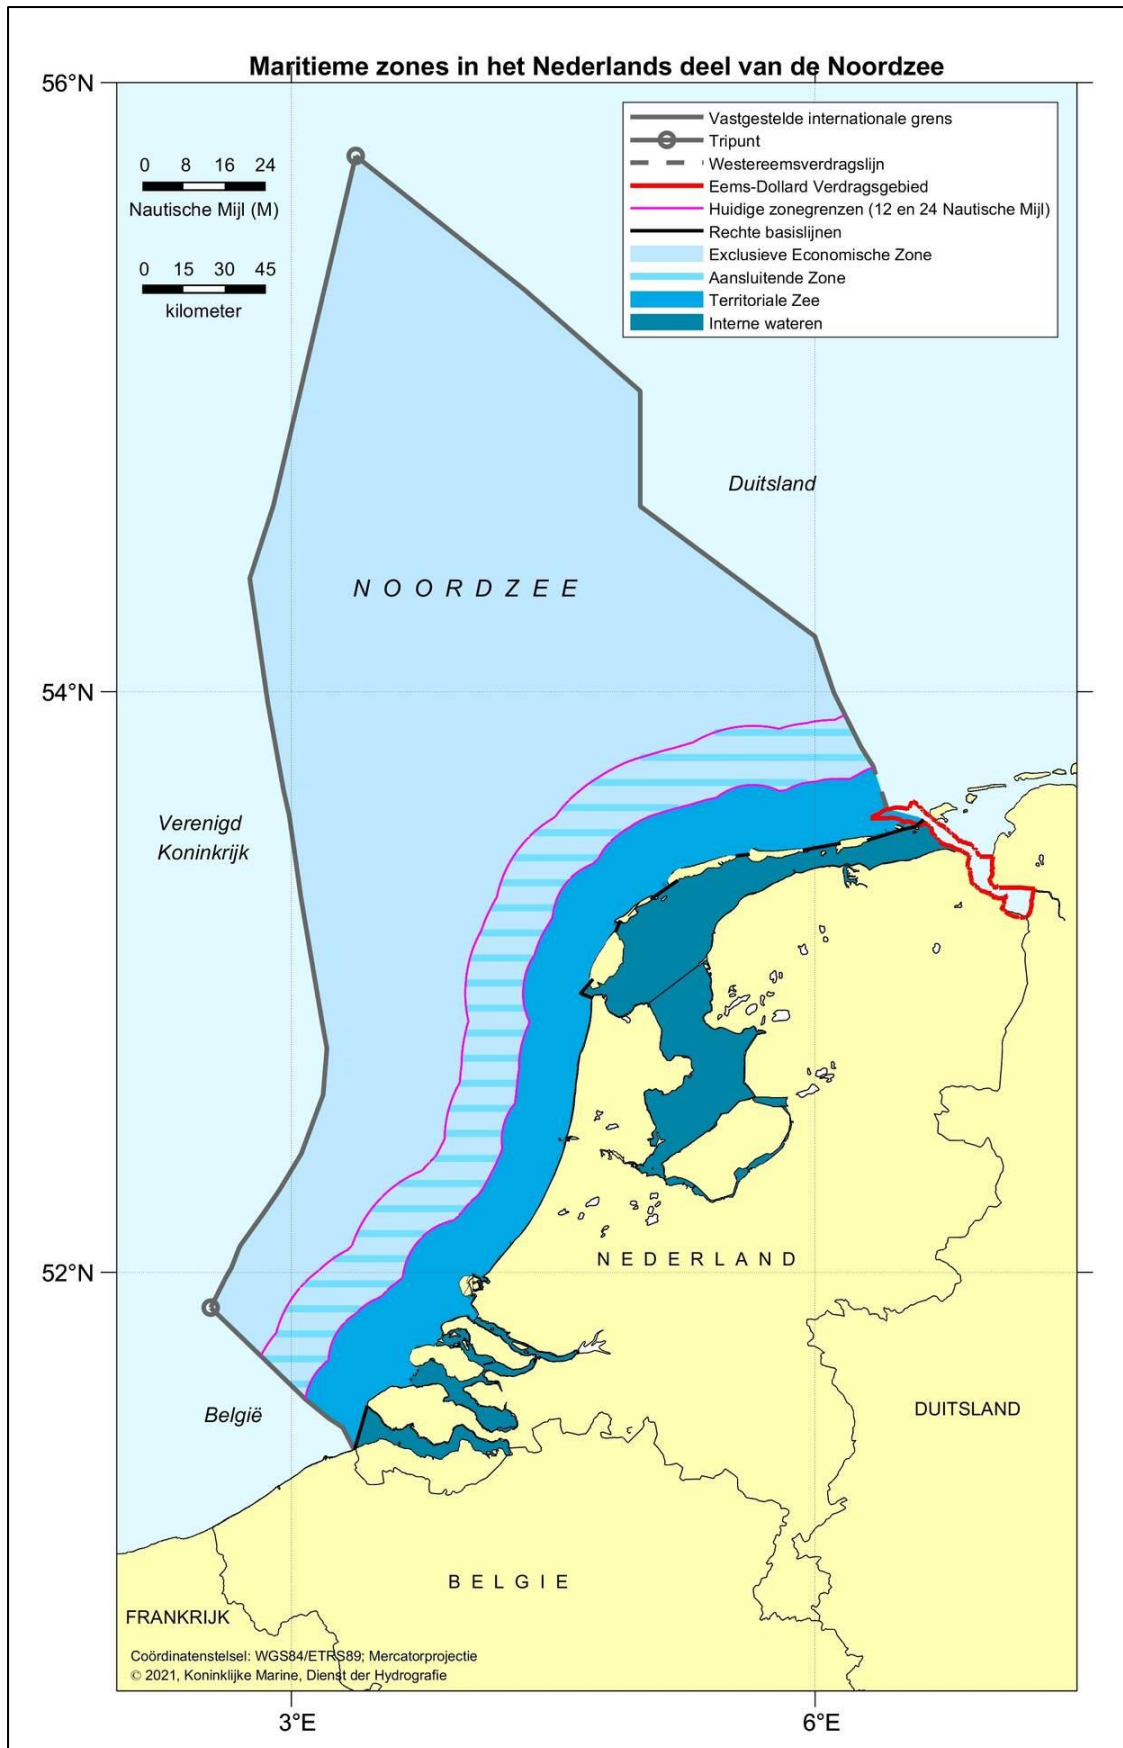 Maritieme zones in het Nederlands deel van de Noordzee
56°N
0 8 16 24
Nautische Mijl (M)
0 15 30 45
kilometer
Vastgestelde internationale grens
Tripunt
Westereemsverdragslijn
Eems-Dollard Verdragsgebied
Huidige zonegrenzen (12 en 24 Nautische Mijl)
Rechte basislijnen
Exclusieve Economische Zone
Aansluitende Zone
Territoriale Zee
Interne wateren
Duitsland
NOORDZEE
54°N
Verenigd
Koninkrijk
52°N
NEDERLAND
België
DUITSLAND
BELGIE
FRANKRIJK
Coördinatenstelsel: WGS84/ETRS89; Mercatorprojectie
© 2021, Koninklijke Marine, Dienst der Hydrografie
3°E 6°E